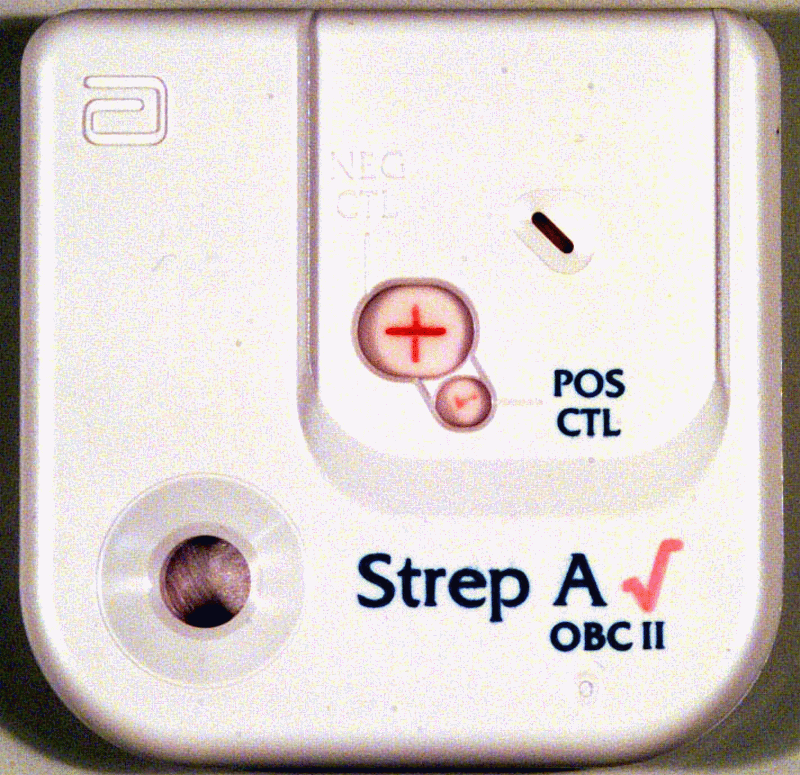 NEG
CTL
POS
CTL
Strep A √
OBC II